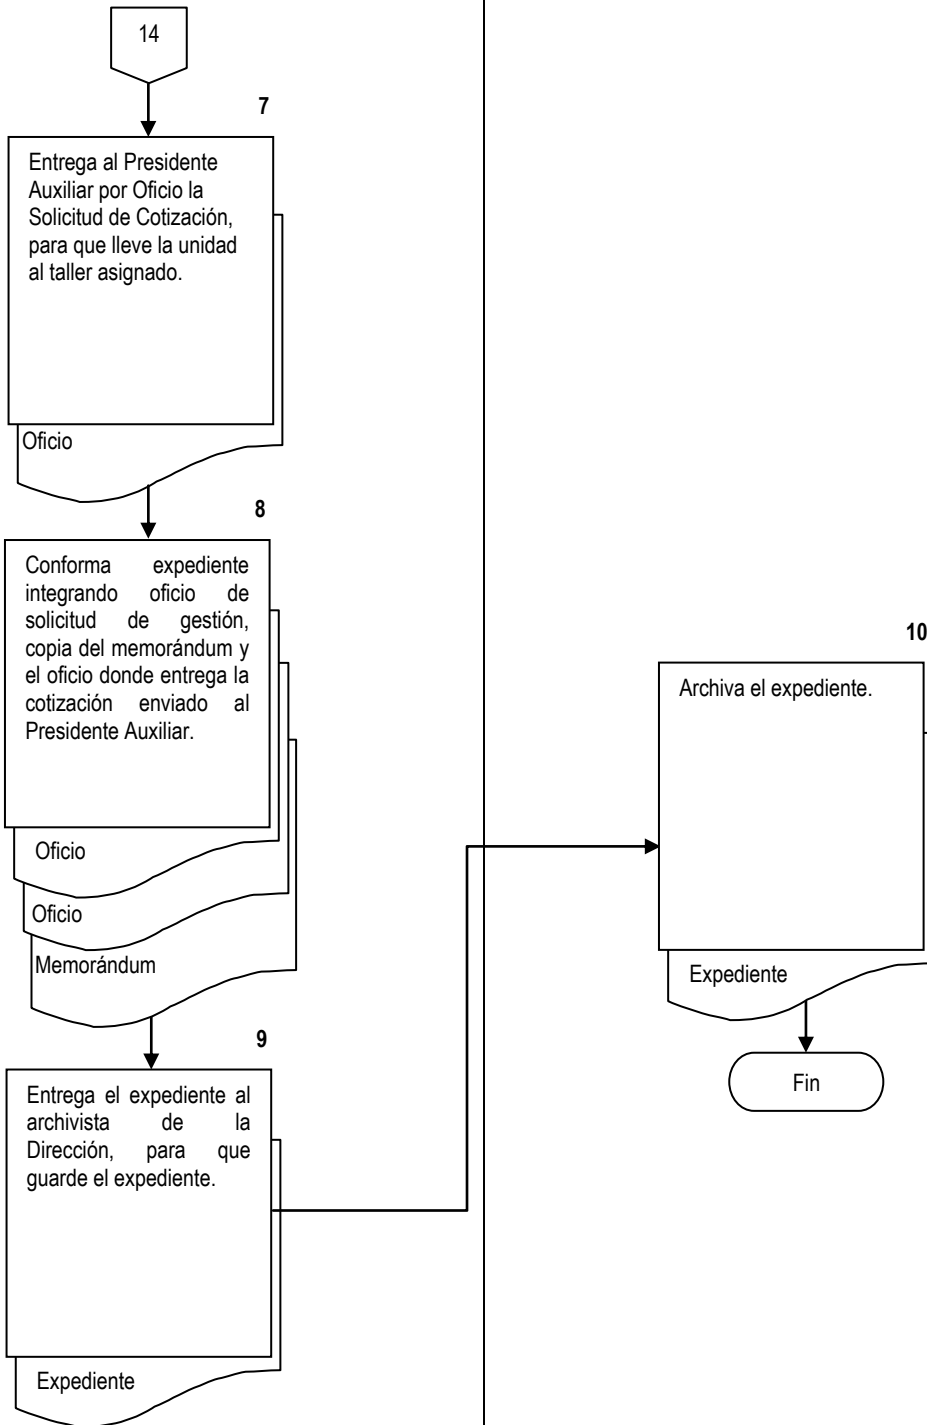 14
7
Entrega al Presidente
Auxiliar por Oficio la
Solicitud de Cotización,
para que lleve la unidad
al taller asignado.
Oficio
8
Conforma expediente
integrando oficio de
solicitud de gestión,
copia del memorándum y
el oficio donde entrega la
cotización enviado al
Presidente Auxiliar.
Oficio
Oficio
Memorándum
9
Entrega el expediente al
archivista de la
Dirección, para que
guarde el expediente.
Expediente
10
Archiva el expediente.
Expediente
Fin